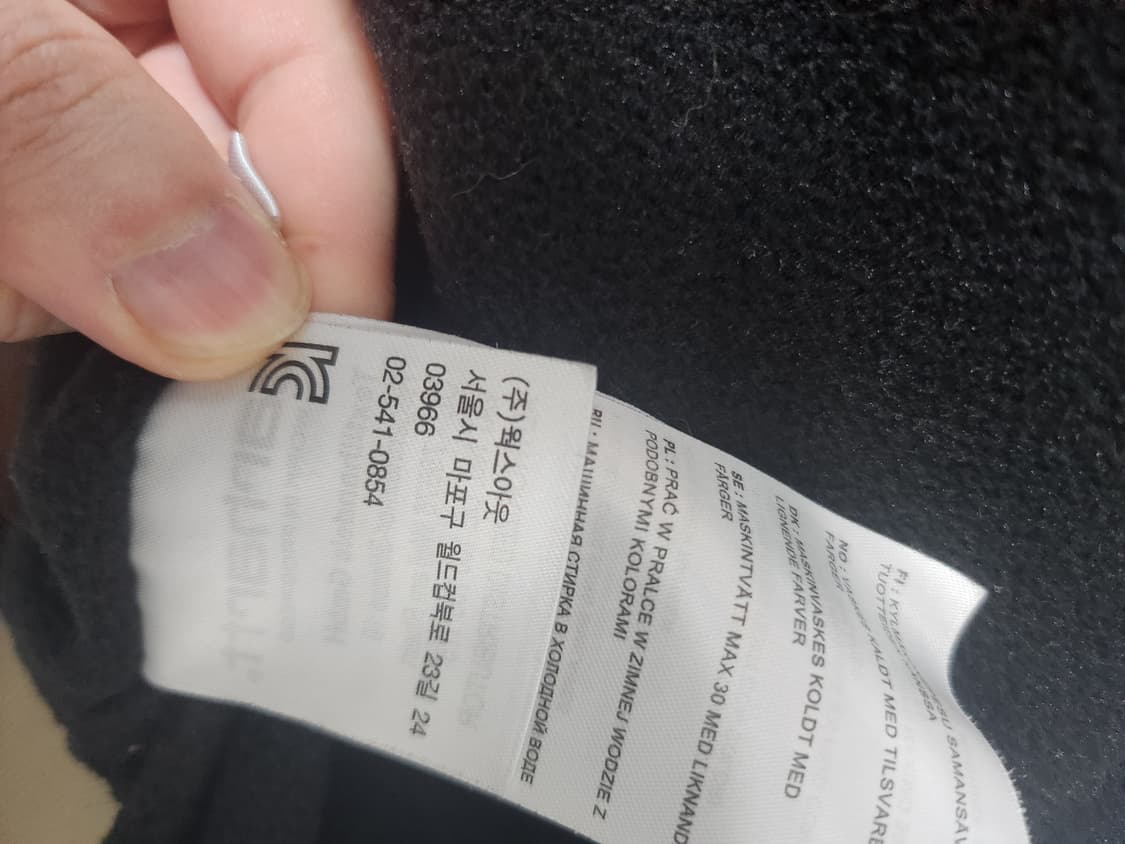 (주)웍스아웃
서울시 마포구 월드컵북로 23길 24
03966
02-541-0854
МАШИННАЯ СТИРКА В ХОЛОДНОЙ ВОДЕ
PL : PRAĆ W PRALCE W ZIMNEJ WODZIE Z
PODOBNYMI KOLORAMI
SE : MASKINTVÄTT MAX 30 MED LIKNAND
FÄRGER
DK : MASKINVASKES KOLDT MED
LIGNENDE FARVER
NO : VASKES KALDT MED TILSVARE
FARGER
FI : SAMANSÄV